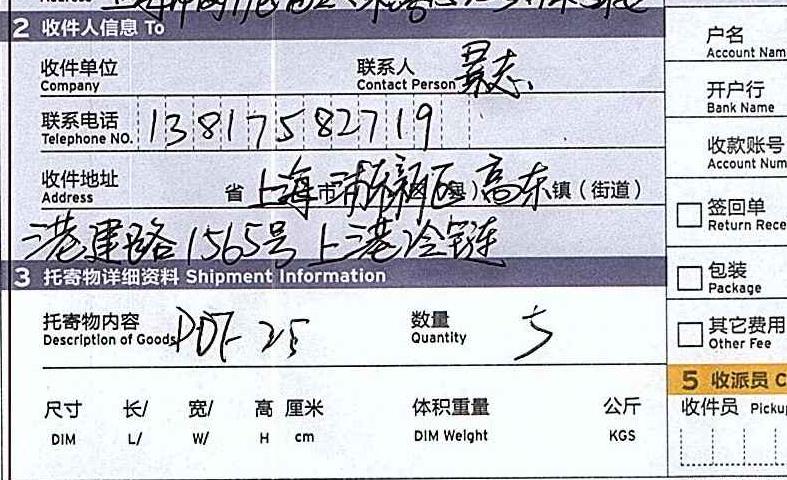 2 收件人信息 To
收件单位 Company
联系人 Contact Person 志
联系电话 Telephone NO. 13817582719
收件地址 Address 省 上海 市 浦东新区 高东 镇（街道）
港建路1565号 上港冷链
3 托寄物详细资料 Shipment Information
托寄物内容 Description of Goods
数量 Quantity 5
尺寸 DIM 长/ L/ 宽/ W/ 高 H 厘米 cm
体积重量 DIM Weight
公斤 KGS
户名
Account Nam
开户行
Bank Name
收款账号
Account Num
签回单
Return Rece
包装
Package
其它费用
Other Fee
5 收派员 C
收件员 Pickup